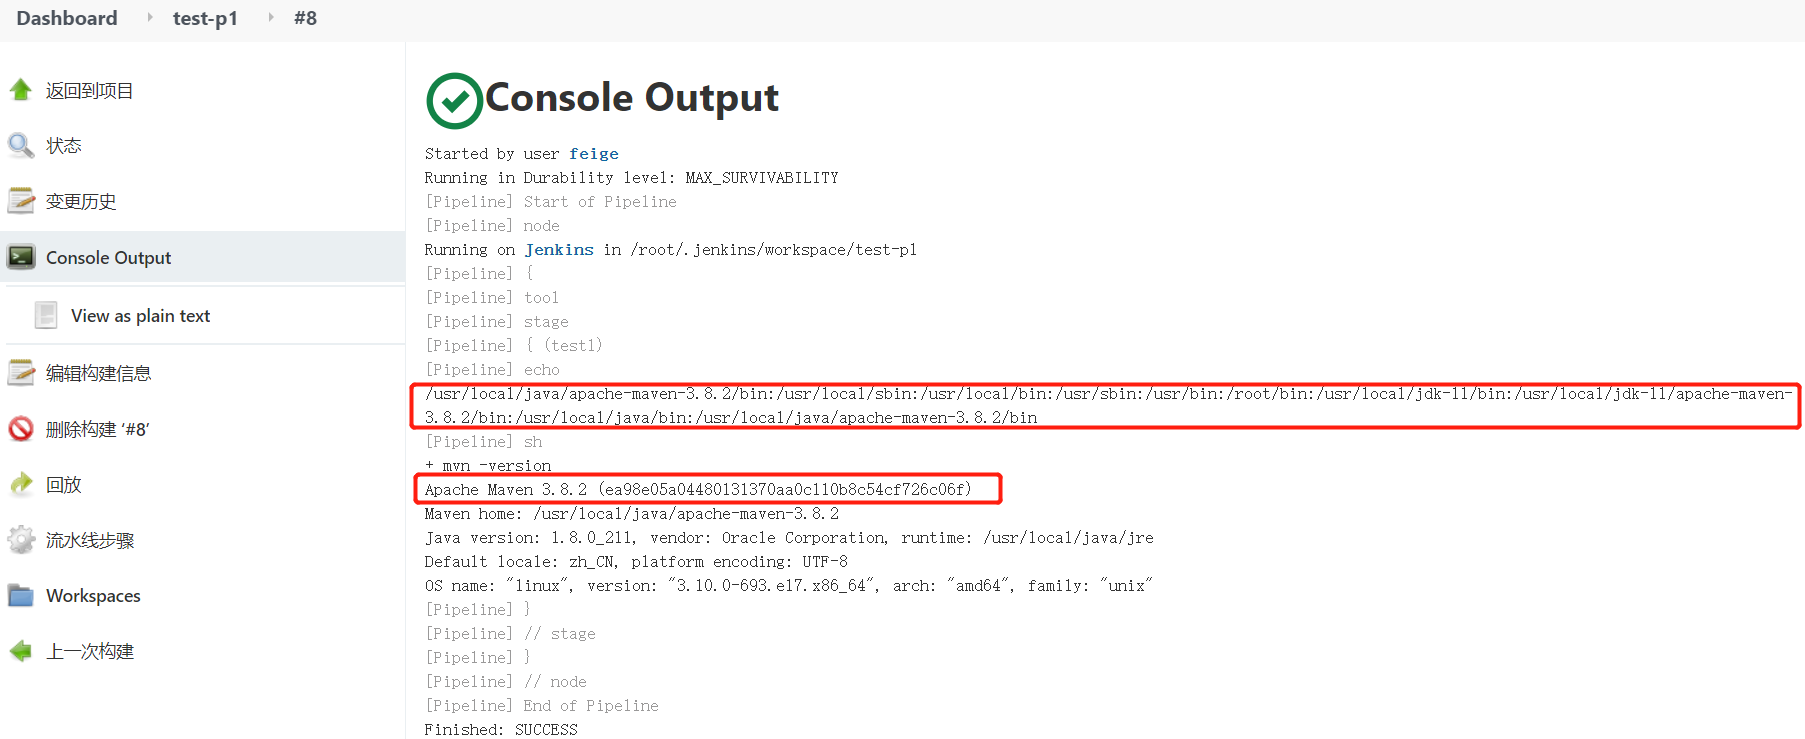 Dashboard test-p1 #8
返回到项目
状态
变更历史
Console Output
View as plain text
编辑构建信息
删除构建 ‘#8’
回放
流水线步骤
Workspaces
上一次构建
Console Output
Started by user feige
Running in Durability level: MAX_SURVIVABILITY
[Pipeline] Start of Pipeline
[Pipeline] node
Running on Jenkins in /root/.jenkins/workspace/test-p1
[Pipeline] {
[Pipeline] tool
[Pipeline] stage
[Pipeline] { (test1)
[Pipeline] echo
/usr/local/java/apache-maven-3.8.2/bin:/usr/local/sbin:/usr/local/bin:/usr/sbin:/usr/bin:/root/bin:/usr/local/jdk-11/bin:/usr/local/jdk-11/apache-maven-
3.8.2/bin:/usr/local/java/bin:/usr/local/java/apache-maven-3.8.2/bin
[Pipeline] sh
+ mvn -version
Apache Maven 3.8.2 (ea98e05a04480131370aa0c110b8c54cf726c06f)
Maven home: /usr/local/java/apache-maven-3.8.2
Java version: 1.8.0_211, vendor: Oracle Corporation, runtime: /usr/local/java/jre
Default locale: zh_CN, platform encoding: UTF-8
OS name: "linux", version: "3.10.0-693.el7.x86_64", arch: "amd64", family: "unix"
[Pipeline] }
[Pipeline] // stage
[Pipeline] }
[Pipeline] // node
[Pipeline] End of Pipeline
Finished: SUCCESS